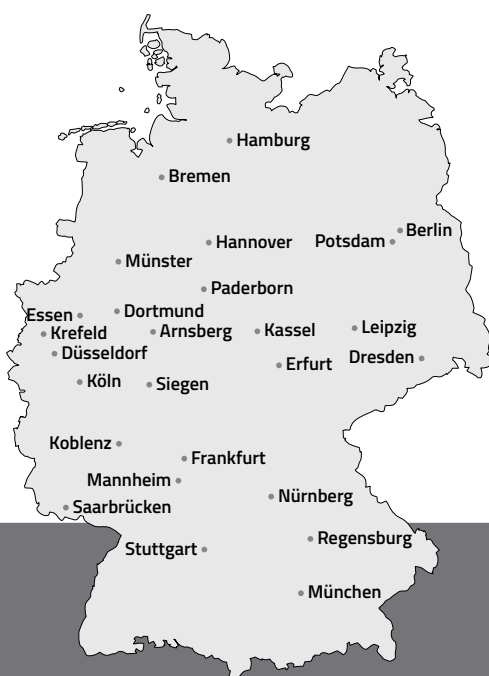 Hamburg
Bremen
Berlin
Hannover
Potsdam
Münster
Paderborn
Essen
Dortmund
Krefeld
Arnsberg
Kassel
Leipzig
Düsseldorf
Erfurt
Dresden
Köln
Siegen
Koblenz
Frankfurt
Mannheim
Nürnberg
Saarbrücken
Regensburg
Stuttgart
München